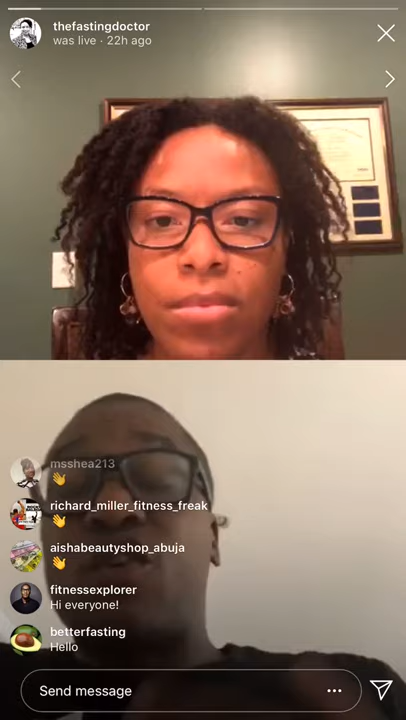 thefastingdoctor
was live · 22h ago
msshea213
👋
richard_miller_fitness_freak
👋
aishabeautyshop_abuja
👋
fitnessexplorer
Hi everyone!
betterfasting
Hello
Send message